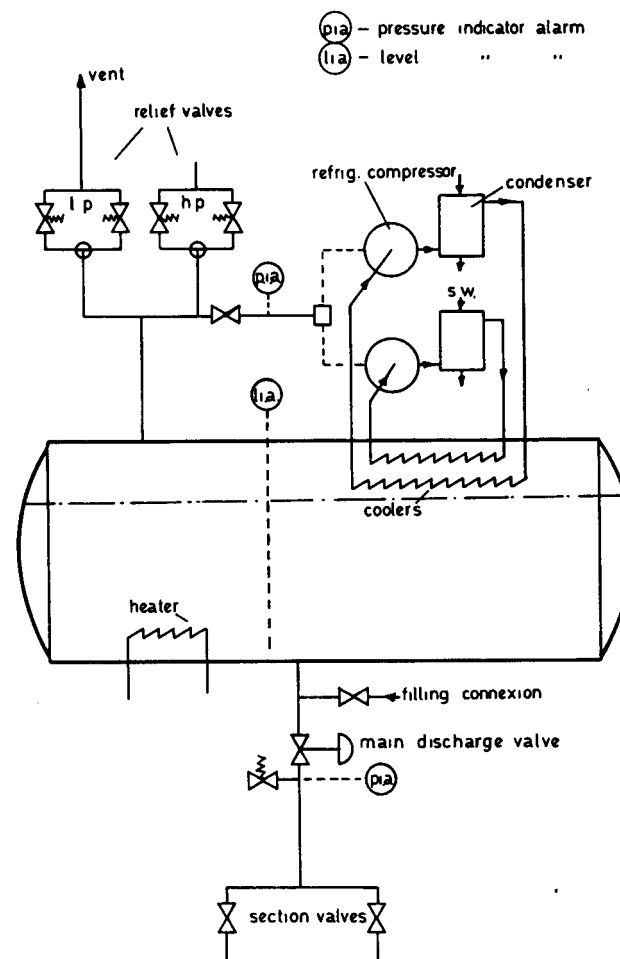 pia - pressure indicator alarm
lia - level " "
vent
relief valves
l p
h p
refrig. compressor
condenser
pia
s.w.
l.i.a.
coolers
heater
filling connexion
main discharge valve
pia
section valves